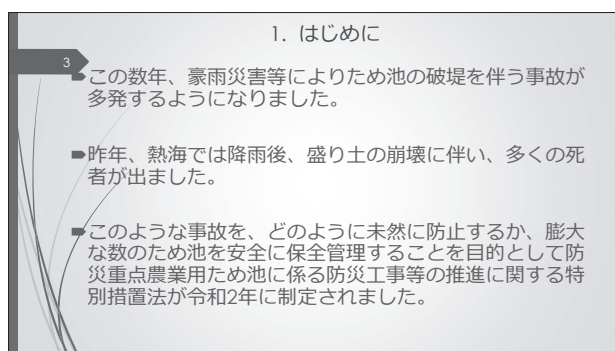 1. はじめに
3
この数年、豪雨災害等によりため池の破堤を伴う事故が
多発するようになりました。
昨年、熱海では降雨後、盛り土の崩壊に伴い、多くの死
者が出ました。
このような事故を、どのように未然に防止するか、膨大
な数のため池を安全に保全管理することを目的として防
災重点農業用ため池に係る防災工事等の推進に関する特
別措置法が令和2年に制定されました。